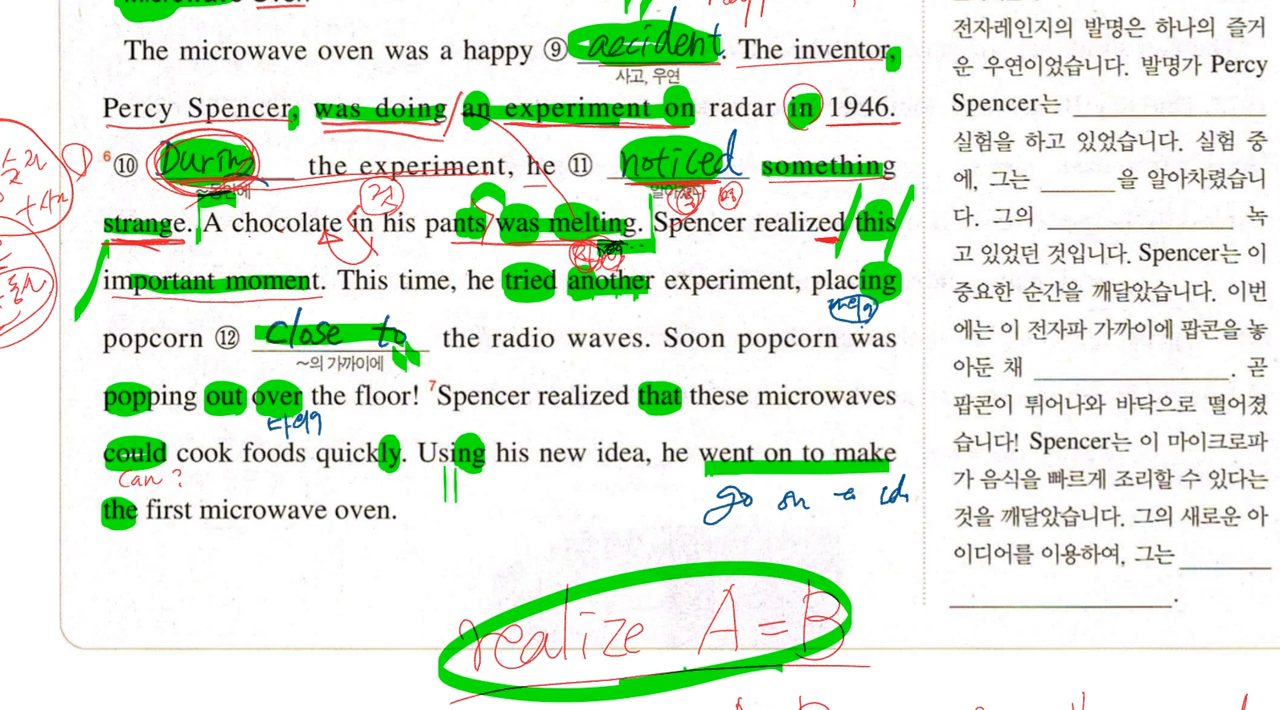 Microwave Oven
The microwave oven was a happy ⑨ accident. The inventor,
사고, 우연
Percy Spencer, was doing an experiment on radar in 1946.
6 ⑩ During the experiment, he ⑪ noticed something
~동안에
strange. A chocolate in his pants was melting. Spencer realized this
important moment. This time, he tried another experiment, placing
popcorn ⑫ close to the radio waves. Soon popcorn was
~의 가까이에
popping out over the floor! 7 Spencer realized that these microwaves
could cook foods quickly. Using his new idea, he went on to make
can?
go on
the first microwave oven.
realize A = B
전자레인지의 발명은 하나의 즐거
운 우연이었습니다. 발명가 Percy
Spencer는
실험을 하고 있었습니다. 실험 중
에, 그는 을 알아차렸습니
다. 그의 녹
고 있었던 것입니다. Spencer는 이
중요한 순간을 깨달았습니다. 이번
에는 이 전자파 가까이에 팝콘을 놓
아둔 채 . 곧
팝콘이 튀어나와 바닥으로 떨어졌
습니다! Spencer는 이 마이크로파
가 음식을 빠르게 조리할 수 있다는
것을 깨달았습니다. 그의 새로운 아
이디어를 이용하여, 그는
.